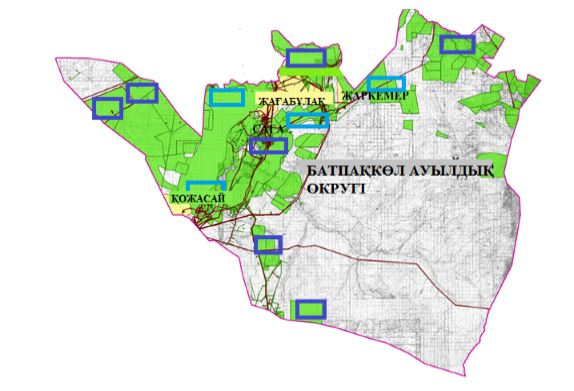 ЖАҒАБҰЛАҚ
ЖАРКЕМЕР
САҒА
БАТПАҚКӨЛ АУЫЛДЫҚ
ОКРУГІ
ҚОЖАСАЙ